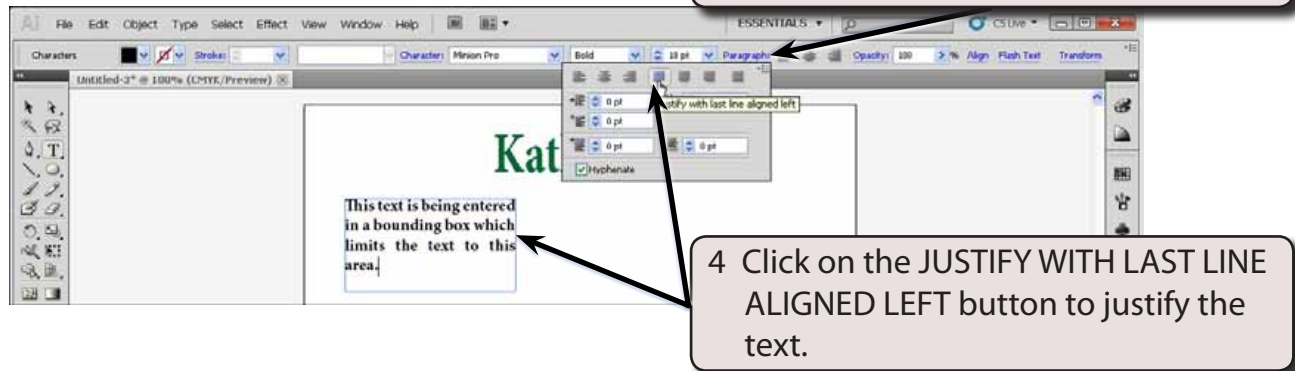 Ai File Edit Object Type Select Effect View Window Help Br ESSENTIALS CS Live
Characters Stroke: Character: Minion Pro Bold 18 pt Paragraph: Opacity: 100 % Align Flash Text Transform
Untitled-3* @ 100% (CMYK/Preview)
0 pt ustify with last line aligned left
0 pt
Kat
0 pt 0 pt
Hyphenate
This text is being entered
in a bounding box which
limits the text to this
area.
4 Click on the JUSTIFY WITH LAST LINE
ALIGNED LEFT button to justify the
text.